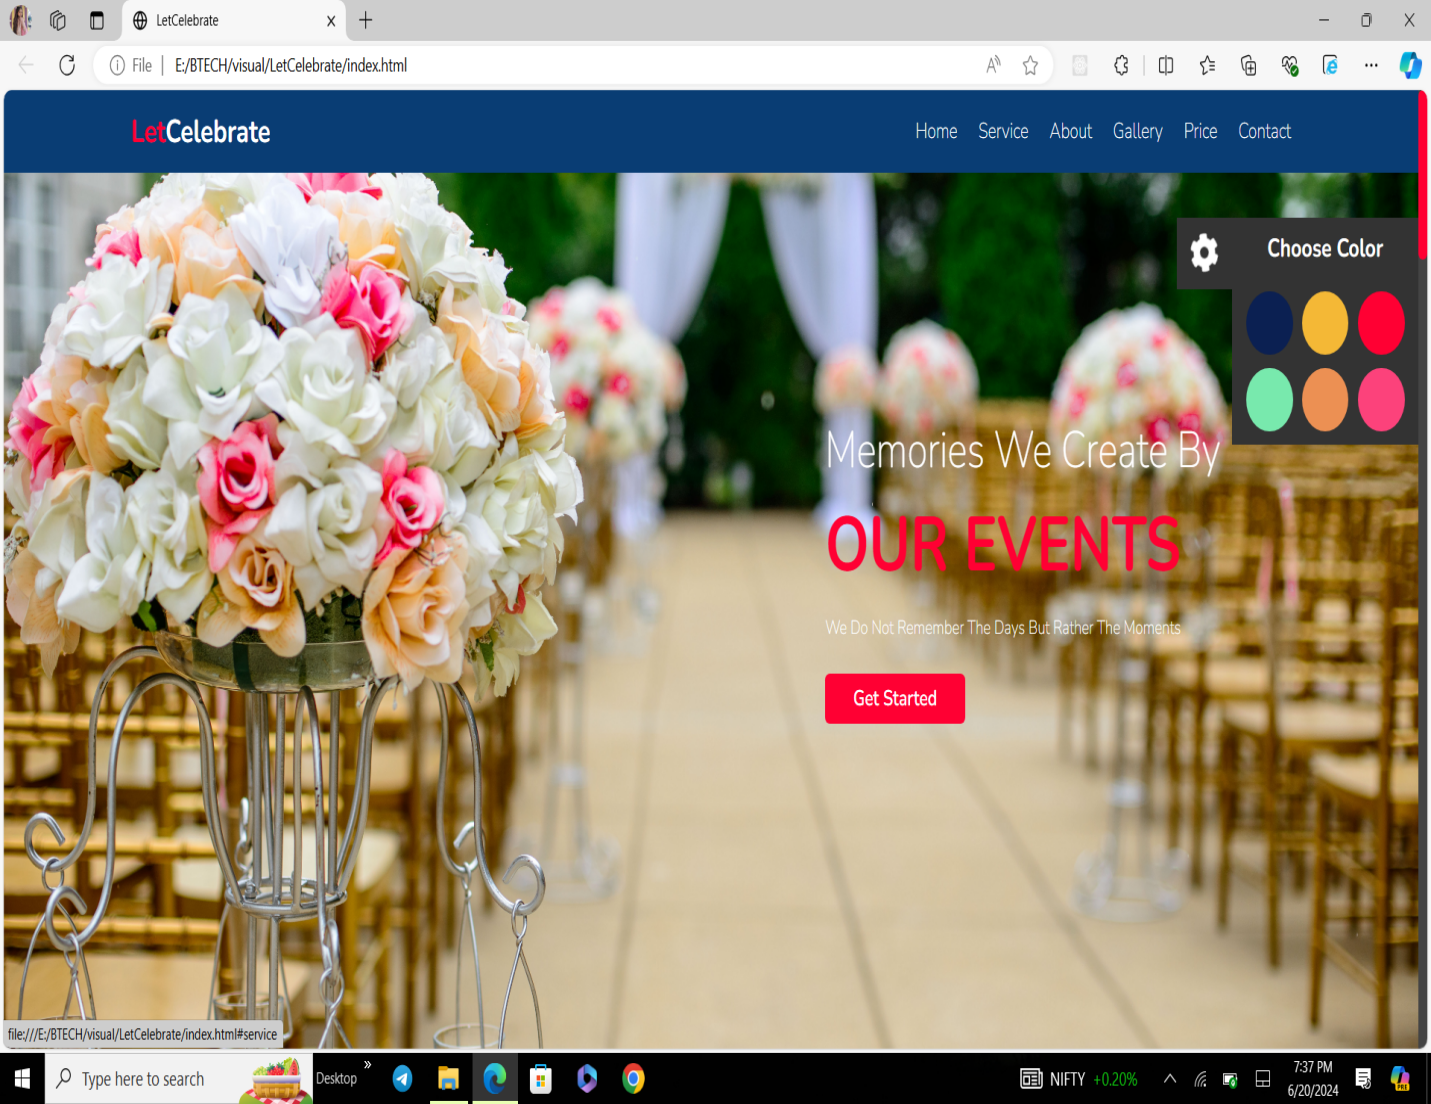 LetCelebrate
File
E:/BTECH/visual/LetCelebrate/index.html
LetCelebrate
Home Service About Gallery Price Contact
Choose Color
Memories We Create By
OUR EVENTS
We Do Not Remember The Days But Rather The Moments
Get Started
file:///E:/BTECH/visual/LetCelebrate/index.html#service
Type here to search
Desktop
NIFTY +0.20%
7:37 PM
6/20/2024
PRE